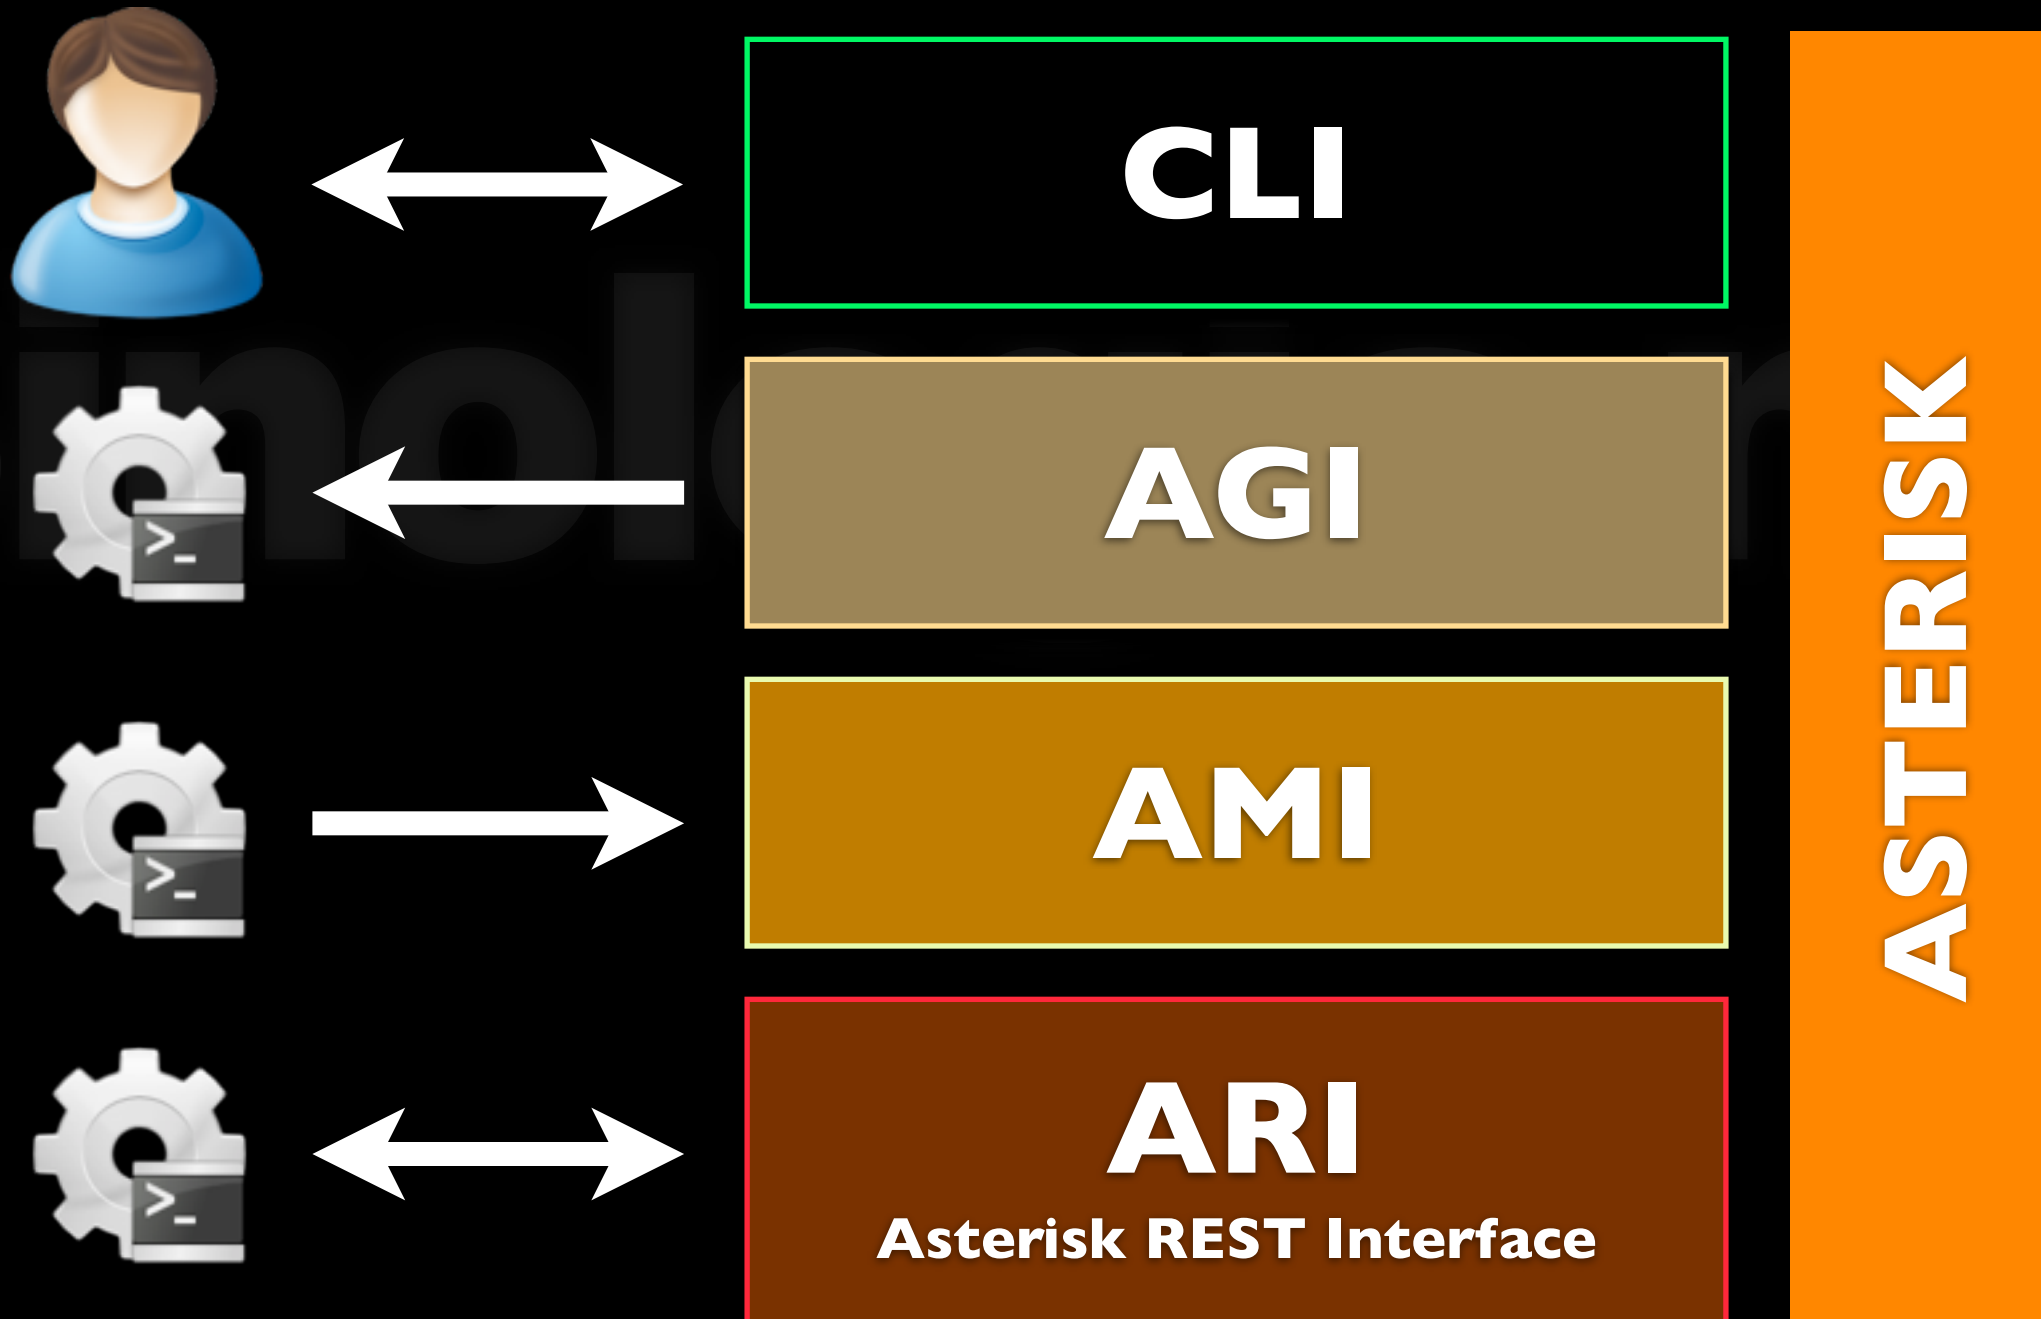 CLI
AGI
>_
AMI
>_
ARI
>_
Asterisk REST Interface
ASTERISK